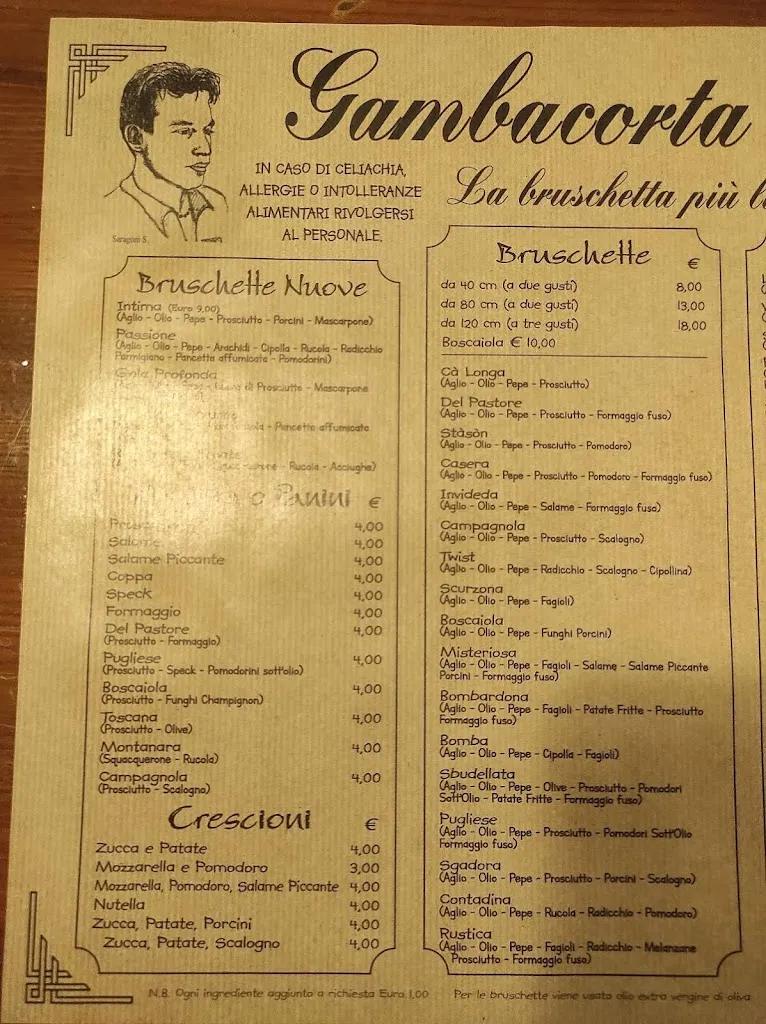 Gambacorta
La bruschetta più
IN CASO DI CELIACHIA,
ALLERGIE O INTOLLERANZE
ALIMENTARI RIVOLGERSI
AL PERSONALE.
Saragoni S.
Bruschette Nuove
Intima (Euro 9,00)
(Aglio - Olio - Pepe - Prosciutto - Porcini - Mascarpone)
Passione
(Aglio - Olio - Pepe - Arachidi - Cipolla - Rucola - Radicchio
Parmigiano - Pancetta affumicata - Pomodorini)
Gola Profonda
di Prosciutto - Mascarpone
- Pancetta affumicata
- Rucola - Acciughe)
o Panini €
4,00
Salame 4,00
Salame Piccante 4,00
Coppa 4,00
Speck 4,00
Formaggio 4,00
Del Pastore 4,00
(Prosciutto - Formaggio)
Pugliese 4,00
(Prosciutto - Speck - Pomodorini sott'olio)
Boscaiola 4,00
(Prosciutto - Funghi Champignon)
Toscana 4,00
(Prosciutto - Olive)
Montanara 4,00
(Squacquerone - Rucola)
Campagnola 4,00
(Prosciutto - Scalogno)
Crescioni €
Zucca e Patate 4,00
Mozzarella e Pomodoro 3,00
Mozzarella, Pomodoro, Salame Piccante 4,00
Nutella 4,00
Zucca, Patate, Porcini 4,00
Zucca, Patate, Scalogno 4,00
Bruschette €
da 40 cm (a due gusti) 8,00
da 80 cm (a due gusti) 13,00
da 120 cm (a tre gusti) 18,00
Boscaiola € 10,00
Cà Longa
(Aglio - Olio - Pepe - Prosciutto)
Del Pastore
(Aglio - Olio - Pepe - Prosciutto - Formaggio fuso)
Stàsòn
(Aglio - Olio - Pepe - Prosciutto - Pomodoro)
Casera
(Aglio - Olio - Pepe - Prosciutto - Pomodoro - Formaggio fuso)
Invideda
(Aglio - Olio - Pepe - Salame - Formaggio fuso)
Campagnola
(Aglio - Olio - Pepe - Prosciutto - Scalogno)
Twist
(Aglio - Olio - Pepe - Radicchio - Scalogno - Cipollina)
Scurzona
(Aglio - Olio - Pepe - Fagioli)
Boscaiola
(Aglio - Olio - Pepe - Funghi Porcini)
Misteriosa
(Aglio - Olio - Pepe - Fagioli - Salame - Salame Piccante
Porcini - Formaggio fuso)
Bombardona
(Aglio - Olio - Pepe - Fagioli - Patate Fritte - Prosciutto
Formaggio fuso)
Bomba
(Aglio - Olio - Pepe - Cipolla - Fagioli)
Sbudellata
(Aglio - Olio - Pepe - Olive - Prosciutto - Pomodori
Sott'Olio - Patate Fritte - Formaggio fuso)
Pugliese
(Aglio - Olio - Pepe - Prosciutto - Pomodori Sott'Olio
Formaggio fuso)
Sgadora
(Aglio - Olio - Pepe - Prosciutto - Porcini - Scalogno)
Contadina
(Aglio - Olio - Pepe - Rucola - Radicchio - Pomodoro)
Rustica
(Aglio - Olio - Pepe - Fagioli - Radicchio - Melanzane
Prosciutto - Formaggio fuso)
N.B. Ogni ingrediente aggiunto a richiesta Euro 1,00
Per le bruschette viene usato olio extra vergine di oliva